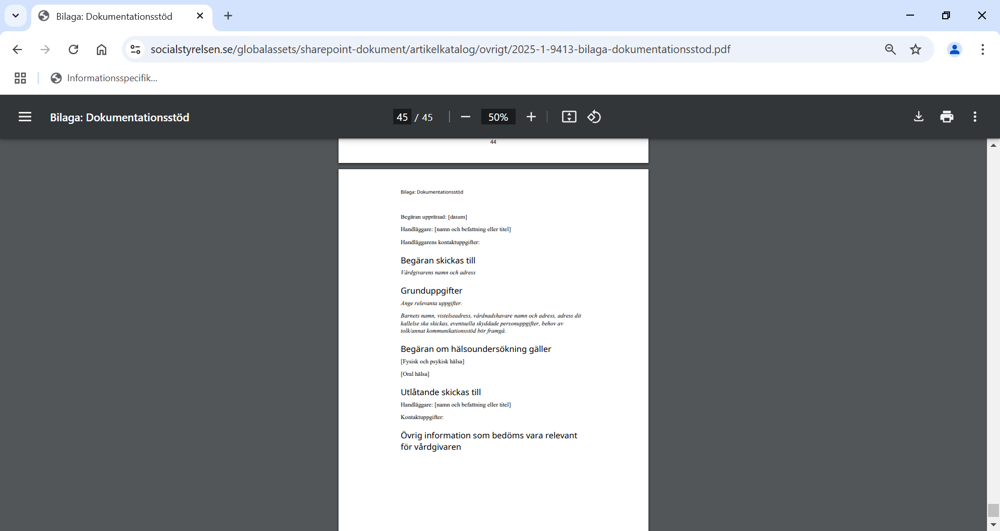 Bilaga: Dokumentationsstöd
socialstyrelsen.se/globalassets/sharepoint-dokument/artikelkatalog/ovrigt/2025-1-9413-bilaga-dokumentationsstod.pdf
Informationsspecifik...
Bilaga: Dokumentationsstöd 45 / 45 50%
44
Bilaga: Dokumentationsstöd
Begäran upprättad: [datum]
Handläggare: [namn och befattning eller titel]
Handläggarens kontaktuppgifter:
Begäran skickas till
Vårdgivarens namn och adress
Grunduppgifter
Ange relevanta uppgifter.
Barnets namn, vistelseadress, vårdnadshavare namn och adress, adress dit
kallelse ska skickas, eventuella skyddade personuppgifter, behov av
tolk/annat kommunikationsstöd bör framgå.
Begäran om hälsoundersökning gäller
[Fysisk och psykisk hälsa]
[Oral hälsa]
Utlåtande skickas till
Handläggare: [namn och befattning eller titel]
Kontaktuppgifter:
Övrig information som bedöms vara relevant
för vårdgivaren